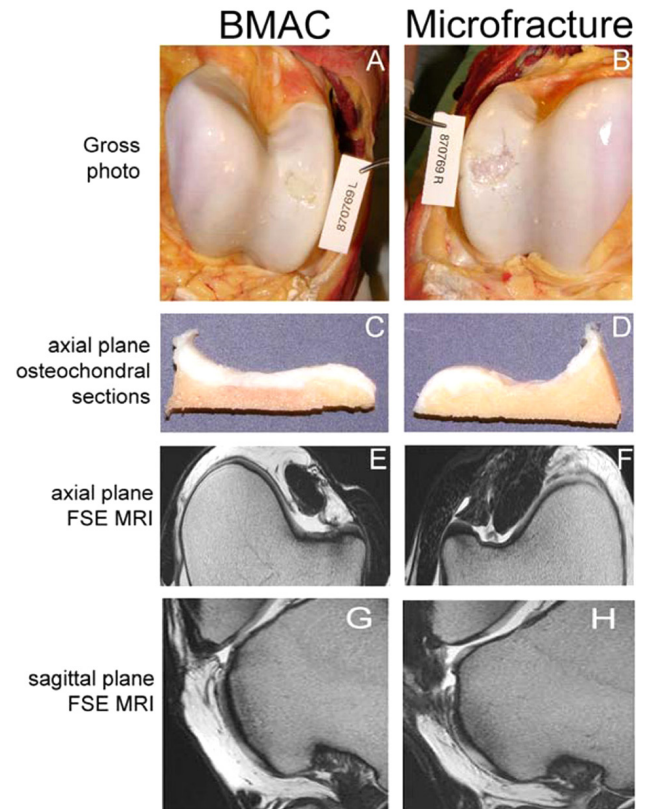 BMAC
Microfracture
Gross
photo
A
870769 L
B
870769 R
axial plane
osteochondral
sections
C
D
axial plane
FSE MRI
E
F
sagittal plane
FSE MRI
G
H